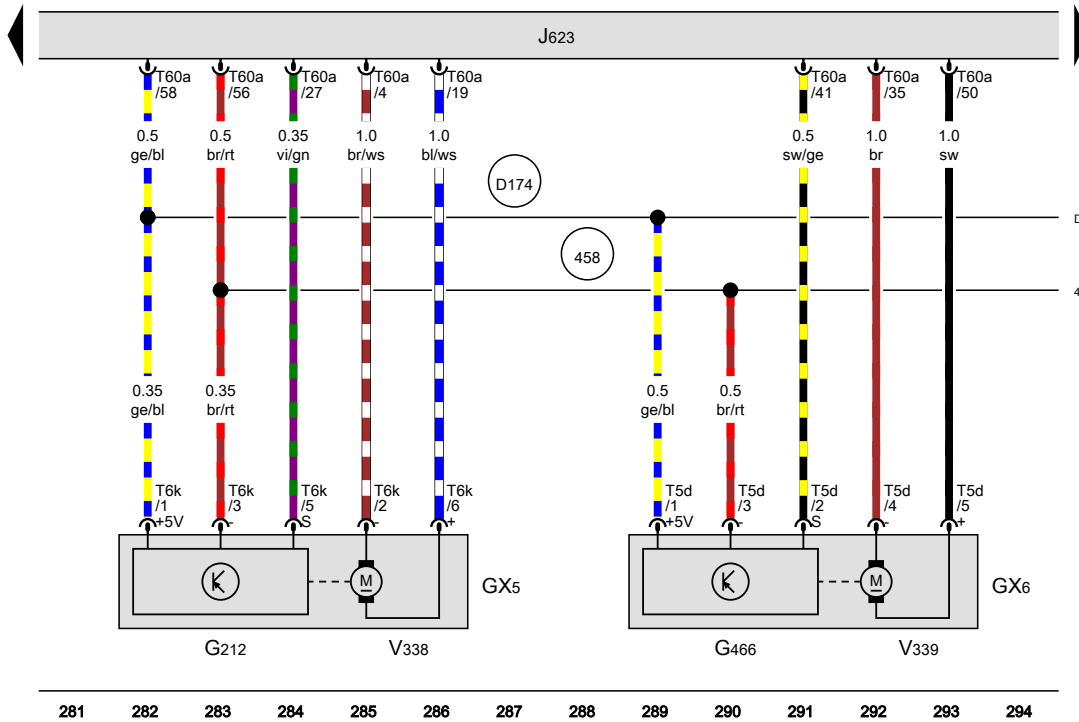 J623
T60a T60a T60a T60a T60a T60a T60a T60a
/58 /56 /27 /4 /19 /41 /35 /50
0.5 0.5 0.35 1.0 1.0 0.5 1.0 1.0
ge/bl br/rt vi/gn br/ws bl/ws sw/ge br sw
D174
D
458
4
0.35 0.35 0.5 0.5
ge/bl br/rt ge/bl br/rt
T6k T6k T6k T6k T6k T5d T5d T5d T5d T5d
/1 /3 /5 /2 /6 /1 /3 /2 /4 /5
+5V - S - + +5V - S - +
M M
GX5 GX6
G212 V338 G466 V339
281 282 283 284 285 286 287 288 289 290 291 292 293 294